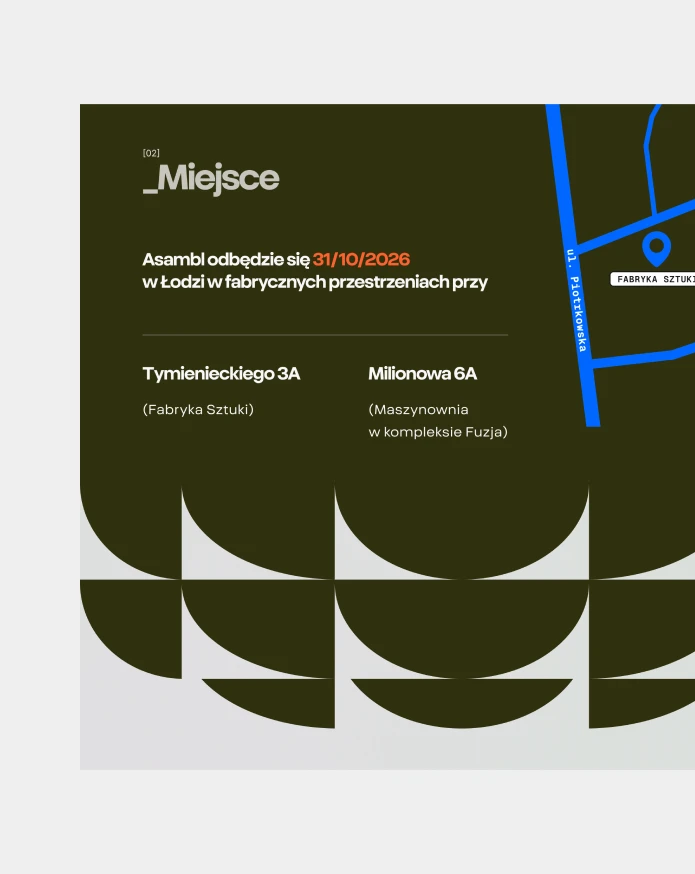 [02]
_Miejsce
Asambl odbędzie się 31/10/2026
w Łodzi w fabrycznych przestrzeniach przy
Tymienieckiego 3A
(Fabryka Sztuki)
Milionowa 6A
(Maszynownia
w kompleksie Fuzja)
ul. Piotrkowska
FABRYKA SZTUKI